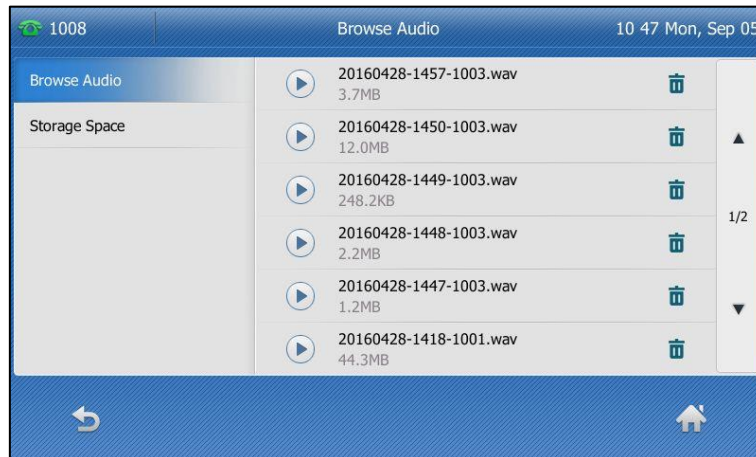 1008 Browse Audio 10 47 Mon, Sep 05
Browse Audio
Storage Space
20160428-1457-1003.wav
3.7MB
20160428-1450-1003.wav
12.0MB
20160428-1449-1003.wav
248.2KB
20160428-1448-1003.wav
2.2MB
20160428-1447-1003.wav
1.2MB
20160428-1418-1001.wav
44.3MB
1/2